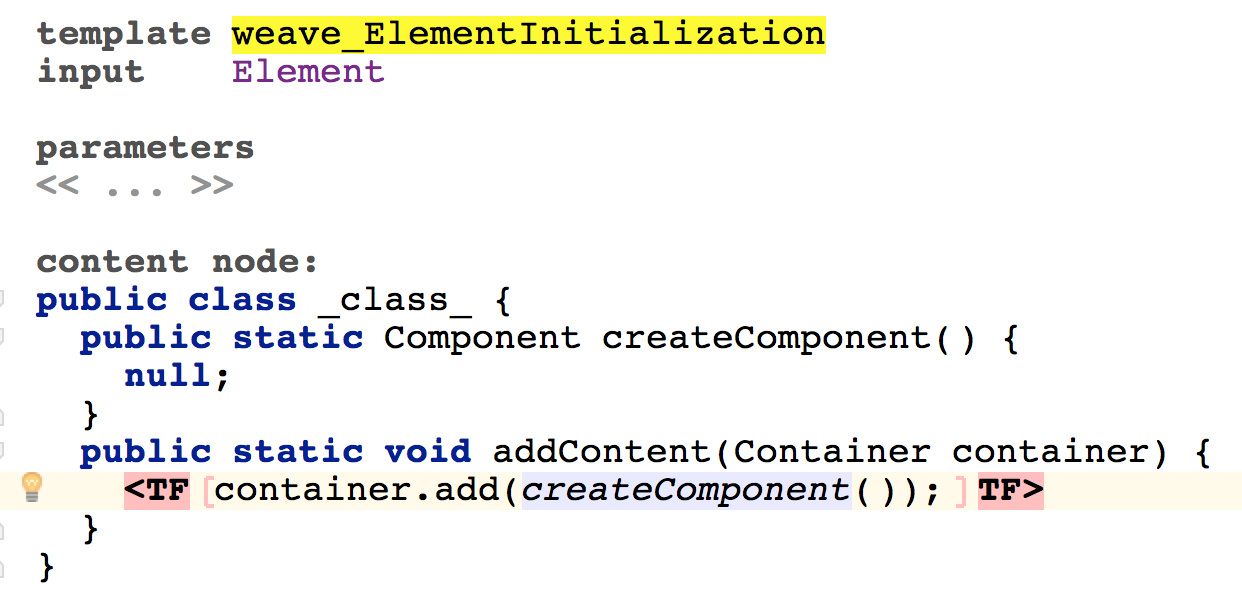 template weave_ElementInitialization
input Element
parameters
<< ... >>
content node:
public class _class_ {
public static Component createComponent() {
null;
}
public static void addContent(Container container) {
<TF [container.add(createComponent()); ] TF>
}
}